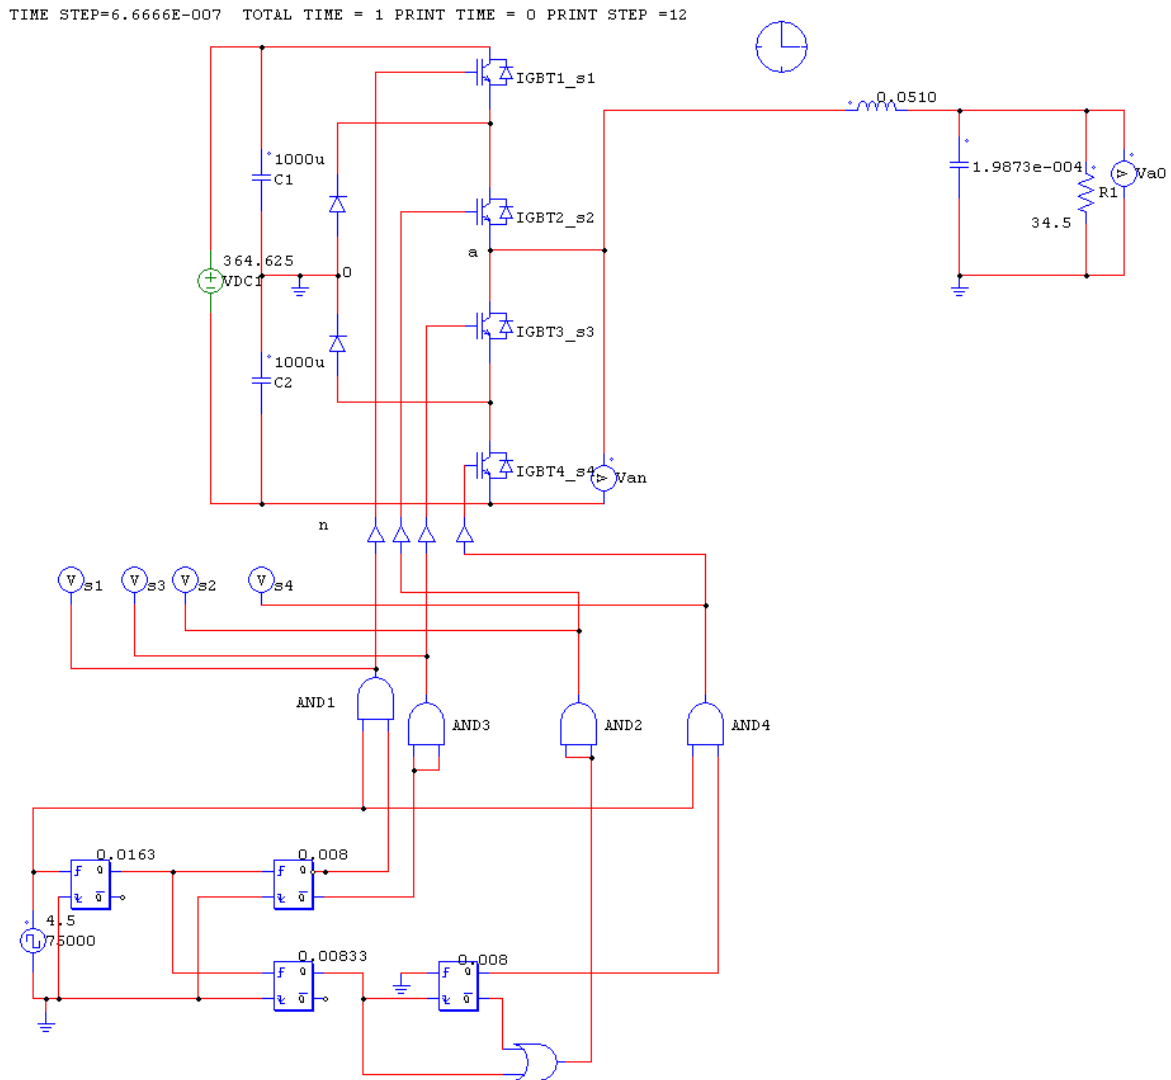 TIME STEP=6.6666E-007 TOTAL TIME = 1 PRINT TIME = 0 PRINT STEP =12
IGBT1_s1
0.0510
1000u
C1
1.9873e-004
Va0
R1
34.5
IGBT2_s2
a
364.625
VDC1
0
IGBT3_s3
1000u
C2
IGBT4_s4
Van
n
V s1
V s3
V s2
V s4
AND1
AND3
AND2
AND4
0.0163
0.008
Q
Q
Q
Q
4.5
75000
0.00833
0.008
Q
Q
Q
Q